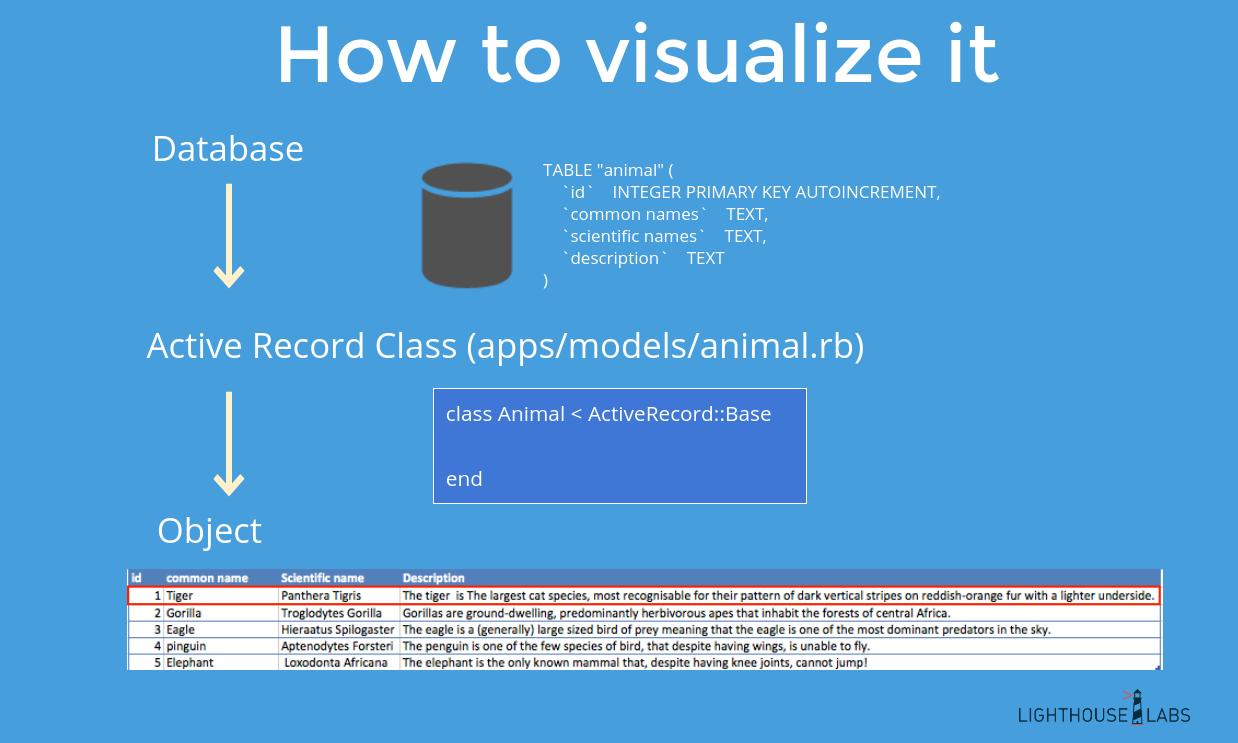 How to visualize it
Database
TABLE "animal" (
`id` INTEGER PRIMARY KEY AUTOINCREMENT,
`common names` TEXT,
`scientific names` TEXT,
`description` TEXT
)
Active Record Class (apps/models/animal.rb)
class Animal < ActiveRecord::Base
end
Object
id common name Scientific name Description
1 Tiger Panthera Tigris The tiger is The largest cat species, most recognisable for their pattern of dark vertical stripes on reddish-orange fur with a lighter underside.
2 Gorilla Troglodytes Gorilla Gorillas are ground-dwelling, predominantly herbivorous apes that inhabit the forests of central Africa.
3 Eagle Hieraatus Spilogaster The eagle is a (generally) large sized bird of prey meaning that the eagle is one of the most dominant predators in the sky.
4 pinguin Aptenodytes Forsteri The penguin is one of the few species of bird, that despite having wings, is unable to fly.
5 Elephant Loxodonta Africana The elephant is the only known mammal that, despite having knee joints, cannot jump!
LIGHTHOUSE LABS